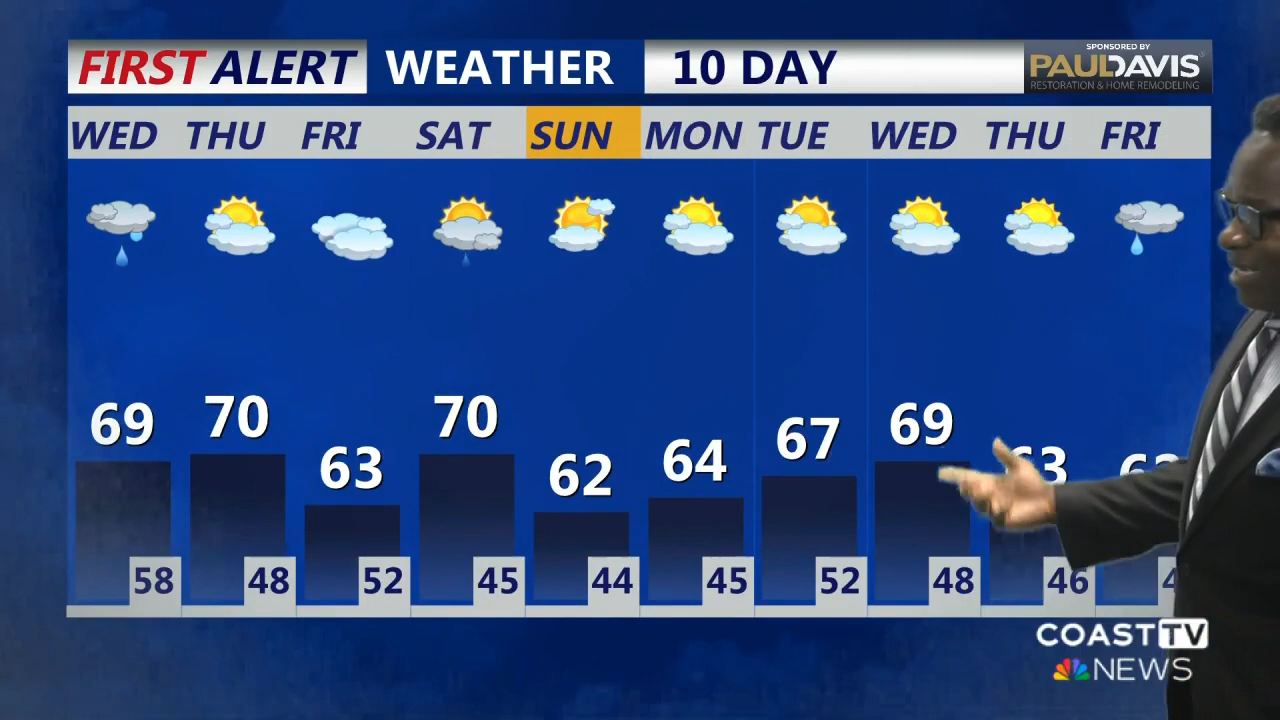 FIRST ALERT WEATHER 10 DAY
SPONSORED BY
PAUL DAVIS
RESTORATION & HOME REMODELING
WED THU FRI SAT SUN MON TUE WED THU FRI
69 70 63 70 62 64 67 69
58 48 52 45 44 45 52 48 46
COAST TV
NEWS